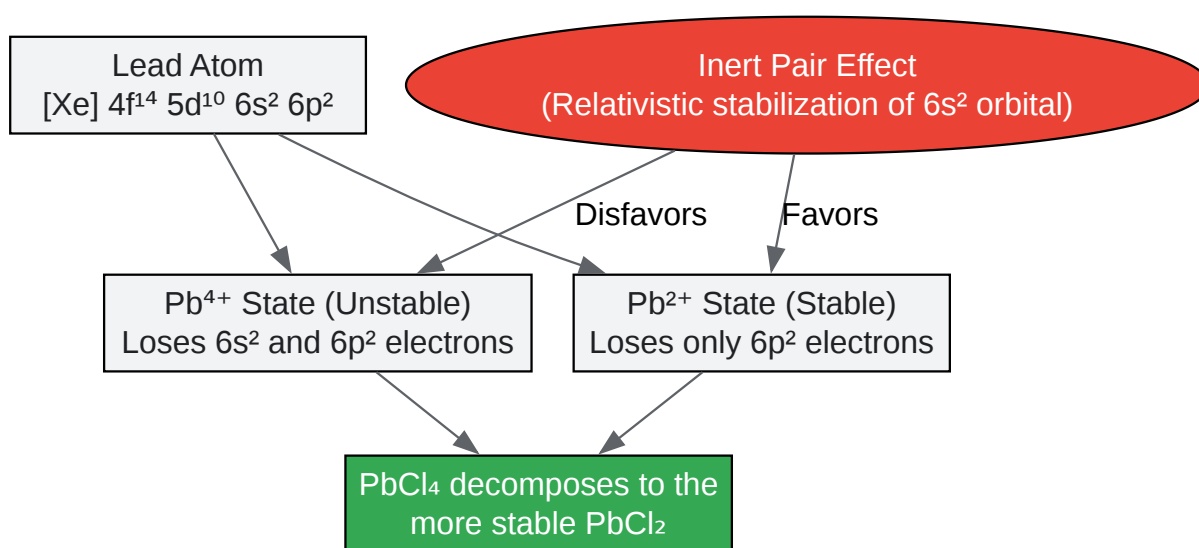 Lead Atom
[Xe] 4f¹⁴ 5d¹⁰ 6s² 6p²
Inert Pair Effect
(Relativistic stabilization of 6s² orbital)
Disfavors
Favors
Pb⁴⁺ State (Unstable)
Loses 6s² and 6p² electrons
Pb²⁺ State (Stable)
Loses only 6p² electrons
PbCl₄ decomposes to the
more stable PbCl₂